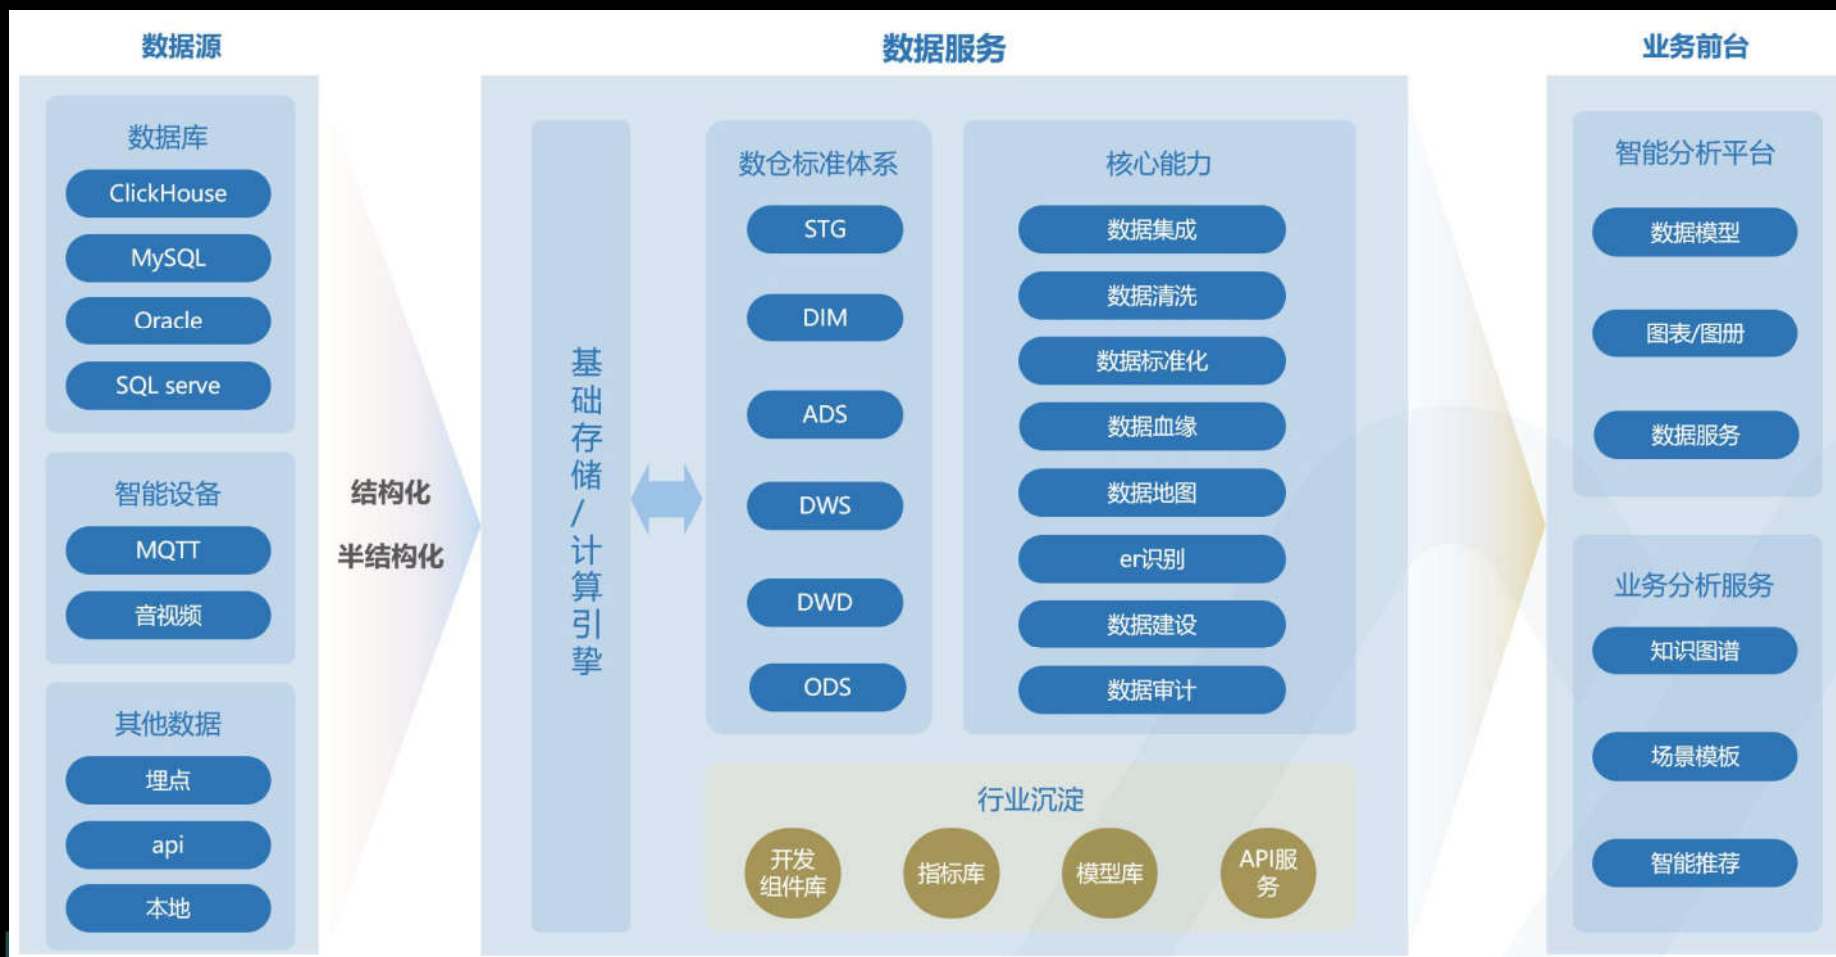 数据源
数据库
ClickHouse
MySQL
Oracle
SQL serve
智能设备
MQTT
音视频
其他数据
埋点
api
本地
结构化
半结构化
数据服务
基础存储/计算引挚
数仓标准体系
STG
DIM
ADS
DWS
DWD
ODS
核心能力
数据集成
数据清洗
数据标准化
数据血缘
数据地图
er识别
数据建设
数据审计
行业沉淀
开发
组件库
指标库
模型库
API服
务
业务前台
智能分析平台
数据模型
图表/图册
数据服务
业务分析服务
知识图谱
场景模板
智能推荐